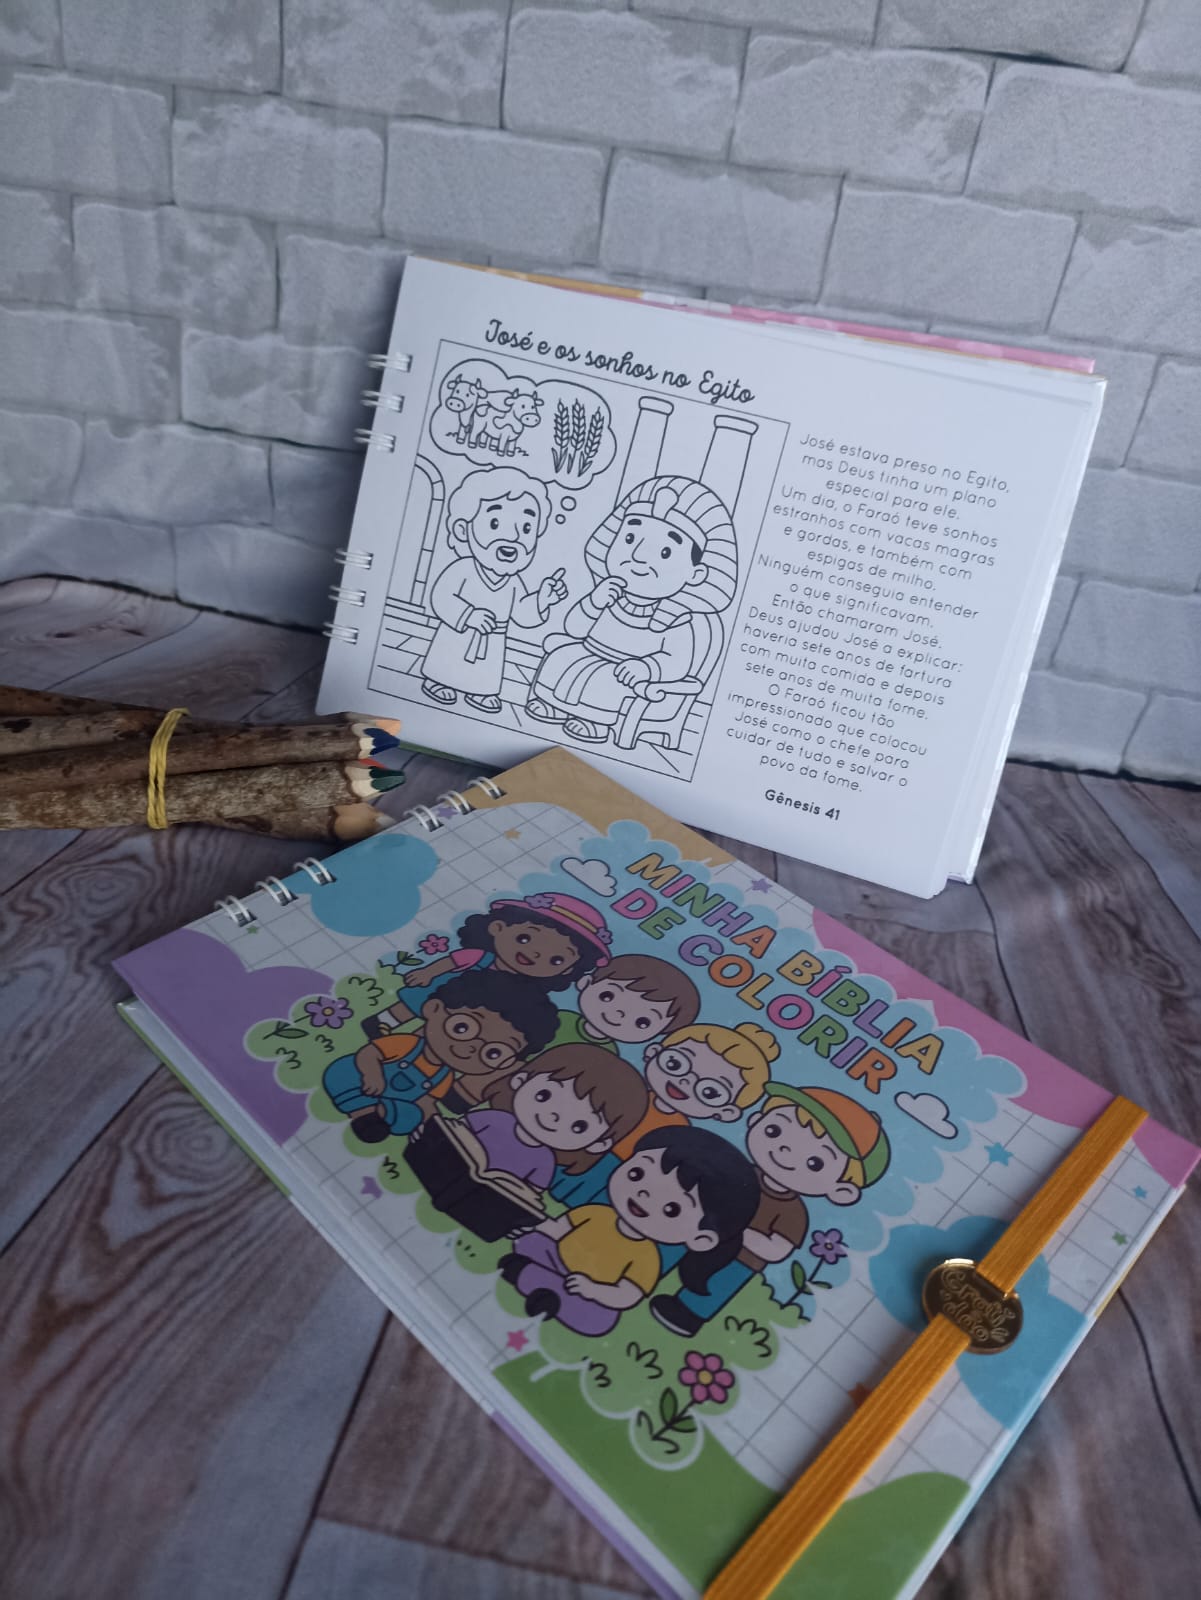 José e os sonhos no Egito
José estava preso no Egito,
mas Deus tinha um plano
especial para ele.
Um dia, o Faraó teve sonhos
estranhos com vacas magras
e gordas, e também com
espigas de milho.
Ninguém conseguia entender
o que significavam.
Então chamaram José.
Deus ajudou José a explicar:
haveria sete anos de fartura
com muita comida e depois
sete anos de muita fome.
O Faraó ficou tão
impressionado que colocou
José como o chefe para
cuidar de tudo e salvar o
povo da fome.
Gênesis 41
MINHA BÍBLIA
DE COLORIR
Grati
dão